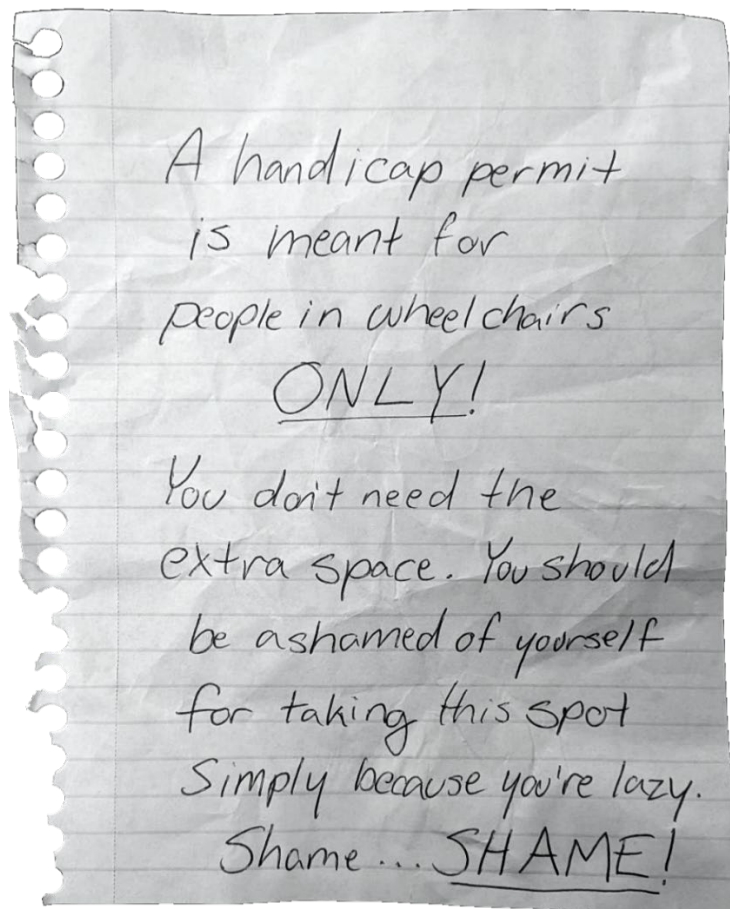 A handicap permit
is meant for
people in wheelchairs
ONLY!
You don't need the
extra space. You should
be ashamed of yourself
for taking this spot
Simply because you're lazy.
Shame... SHAME!